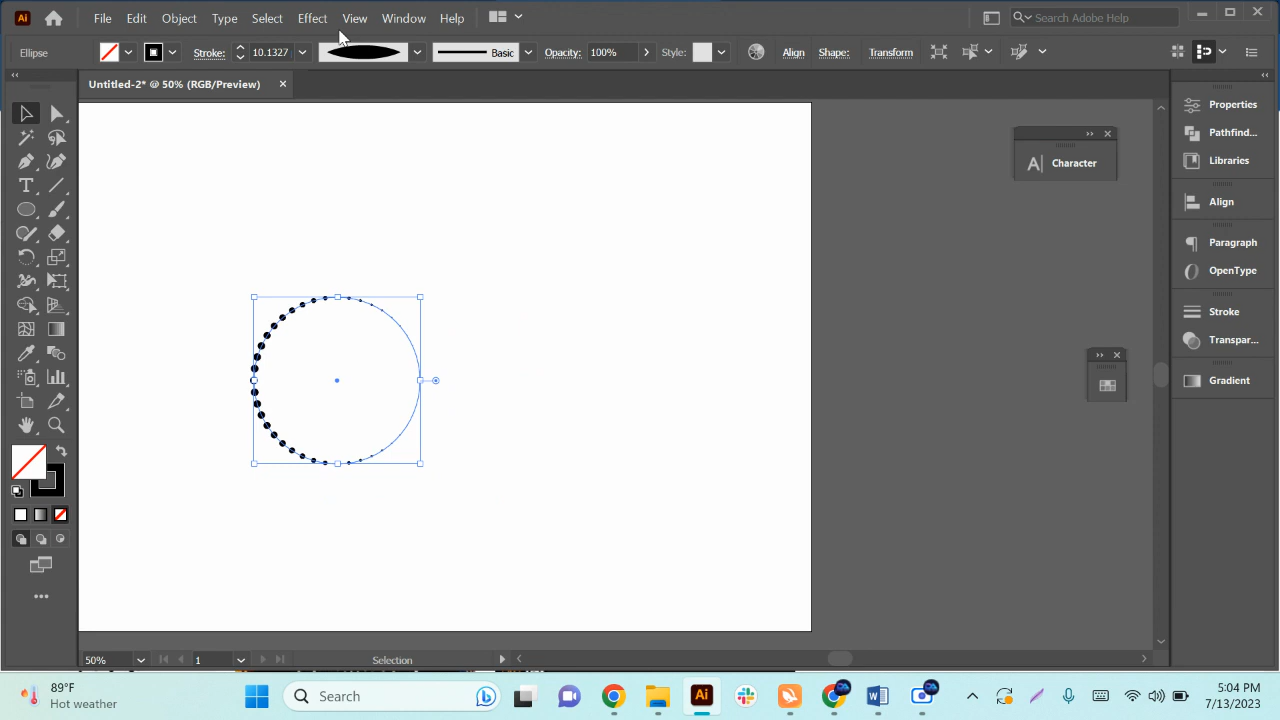 Ai File Edit Object Type Select Effect View Window Help Search Adobe Help
Ellipse Stroke: 10.1327 Basic Opacity: 100% Style: Align Shape: Transform
Untitled-2* @ 50% (RGB/Preview)
Properties
Pathfind...
Character
Libraries
Align
Paragraph
OpenType
Stroke
Transpar...
Gradient
50% 1 Selection
89°F
Hot weather
Search
Ai
5:04 PM
7/13/2023